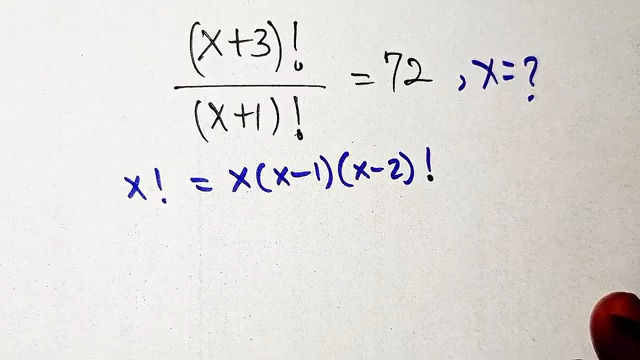 (x+3)!
/ (x+1)! = 72 , x=?
x! = x(x-1)(x-2)!